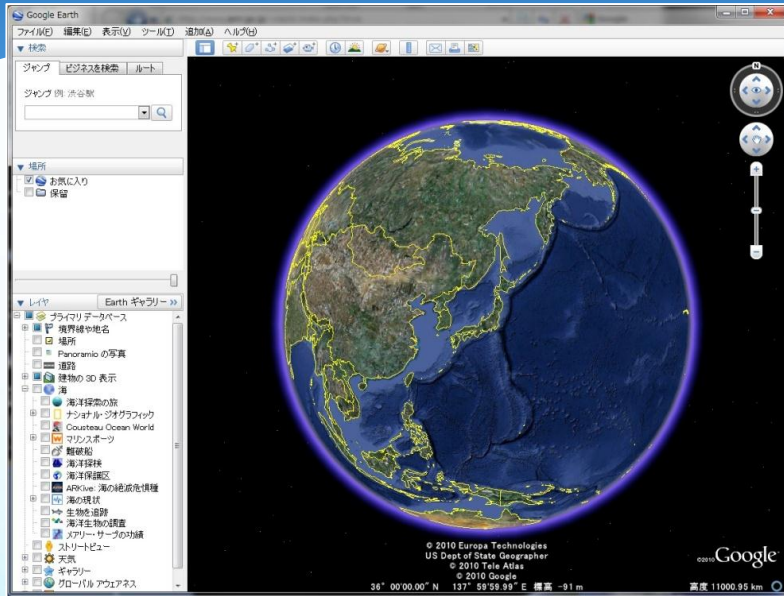 Google Earth
ファイル(F) 編集(E) 表示(V) ツール(T) 追加(A) ヘルプ(H)
▼ 検索
ジャンプ ビジネスを検索 ルート
ジャンプ 例: 渋谷駅
▼ 場所
お気に入り
保留
▼ レイヤ Earth ギャラリー >>
プライマリ データベース
境界線や地名
場所
Panoramio の写真
道路
建物の 3D 表示
海
海洋探索の旅
ナショナル・ジオグラフィック
Cousteau Ocean World
マリンスポーツ
難破船
海洋探検
海洋保護区
ARKive: 海の絶滅危惧種
海の現状
生物を追跡
海洋生物の調査
メアリー・サーブの功績
ストリートビュー
天気
ギャラリー
グローバル アウェアネス
N
© 2010 Europa Technologies
US Dept of State Geographer
© 2010 Tele Atlas
© 2010 Google
©2010 Google
36° 00'00.00" N 137° 59'59.99" E 標高 -91 m 高度 11000.95 km